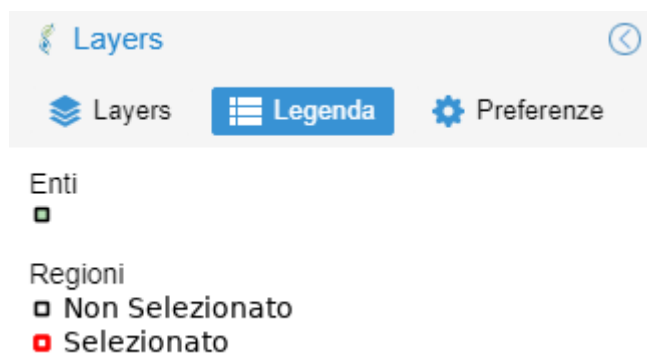 Layers
Layers Legenda Preferenze
Enti
Regioni
Non Selezionato
Selezionato